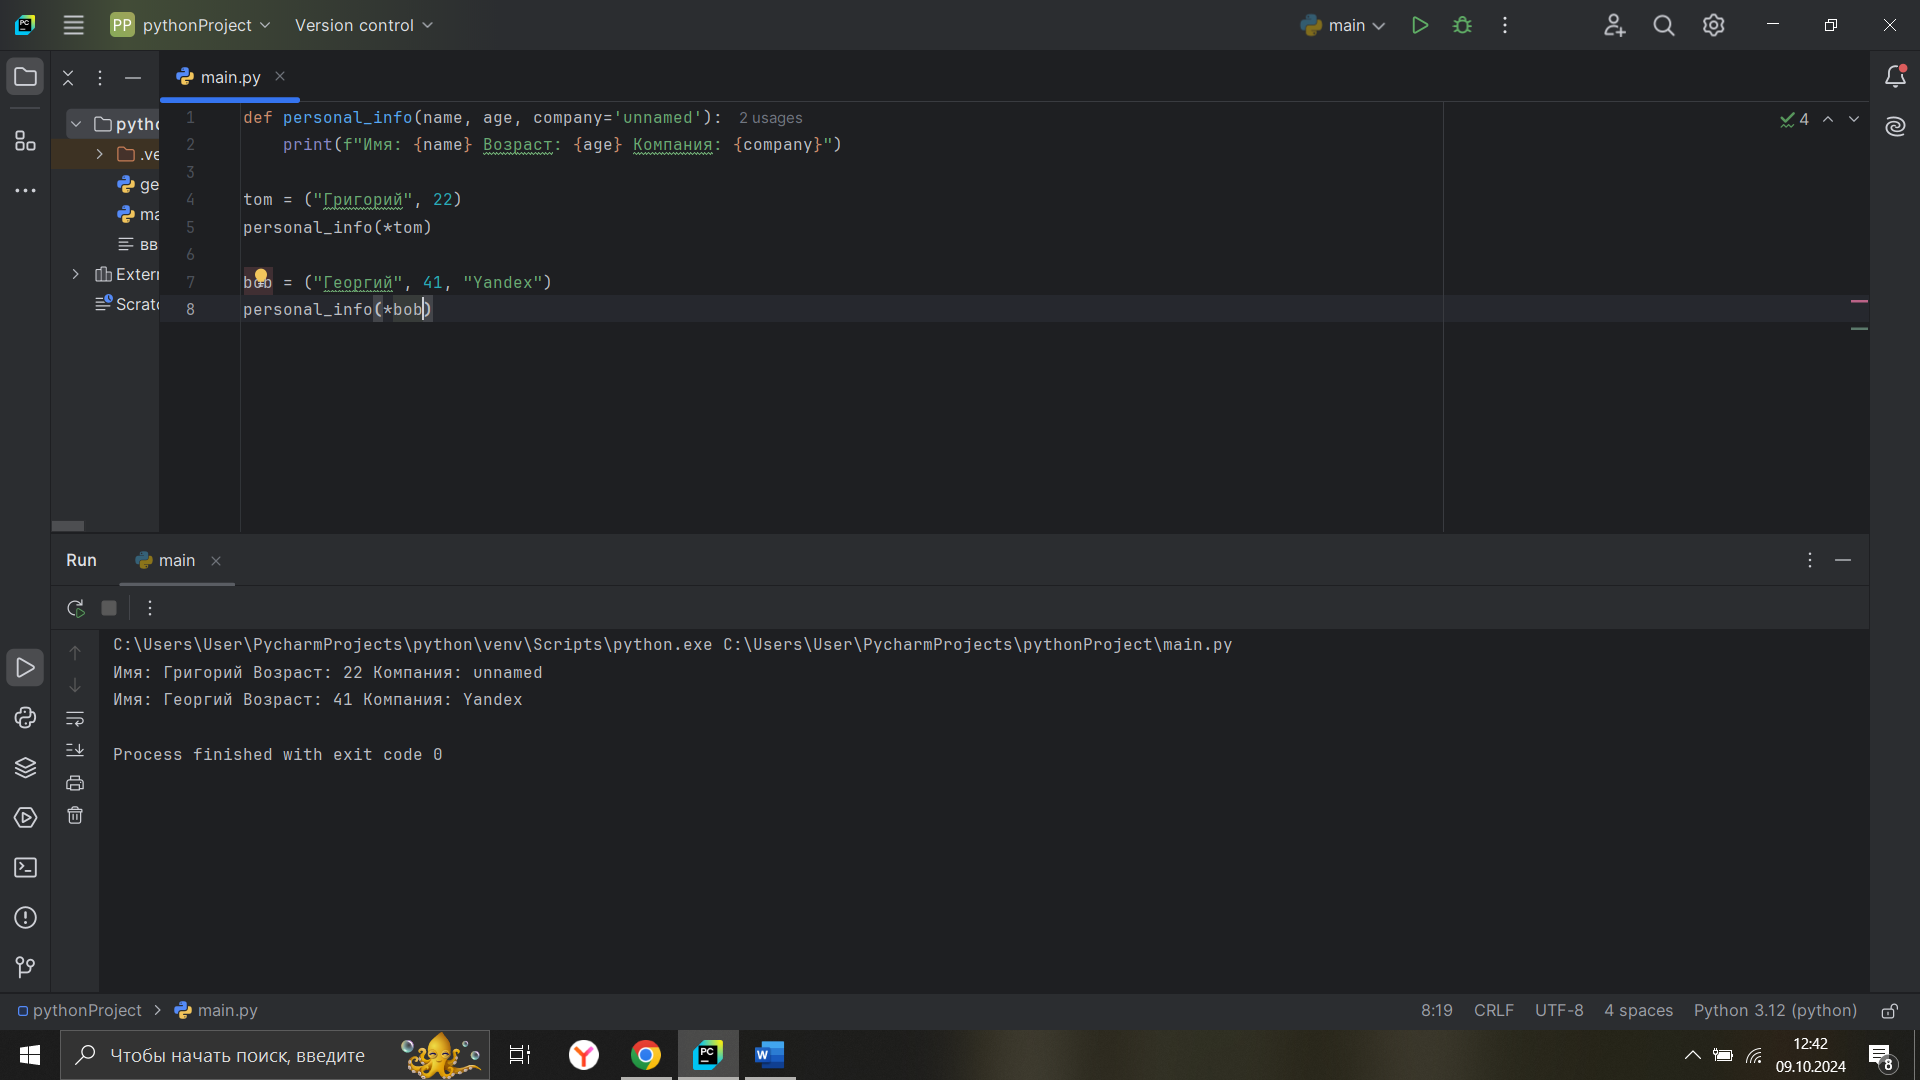 PP pythonProject Version control main
main.py
pytho
.ve
ge
ma
вв
Extern
Scratc
1 def personal_info(name, age, company='unnamed'): 2 usages
2 print(f"Имя: {name} Возраст: {age} Компания: {company}")
3
4 tom = ("Григорий", 22)
5 personal_info(*tom)
6
7 bob = ("Георгий", 41, "Yandex")
8 personal_info(*bob)
4
Run main
C:\Users\User\PycharmProjects\python\venv\Scripts\python.exe C:\Users\User\PycharmProjects\pythonProject\main.py
Имя: Григорий Возраст: 22 Компания: unnamed
Имя: Георгий Возраст: 41 Компания: Yandex
Process finished with exit code 0
pythonProject > main.py 8:19 CRLF UTF-8 4 spaces Python 3.12 (python)
Чтобы начать поиск, введите
12:42
09.10.2024
8